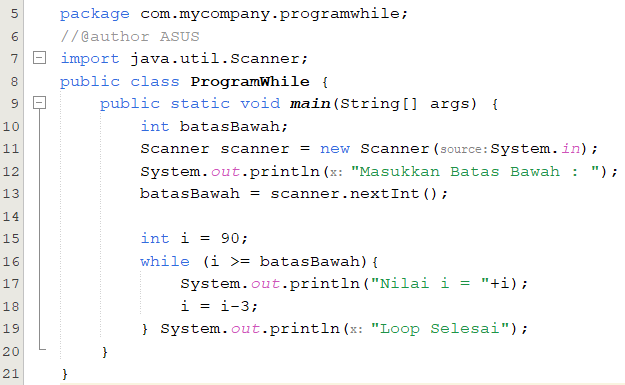 5 package com.mycompany.programwhile;
6 //@author ASUS
7 import java.util.Scanner;
8 public class ProgramWhile {
9 public static void main(String[] args) {
10 int batasBawah;
11 Scanner scanner = new Scanner(source:System.in);
12 System.out.println(x: "Masukkan Batas Bawah : ");
13 batasBawah = scanner.nextInt();
14
15 int i = 90;
16 while (i >= batasBawah){
17 System.out.println("Nilai i = "+i);
18 i = i-3;
19 } System.out.println(x: "Loop Selesai");
20 }
21 }